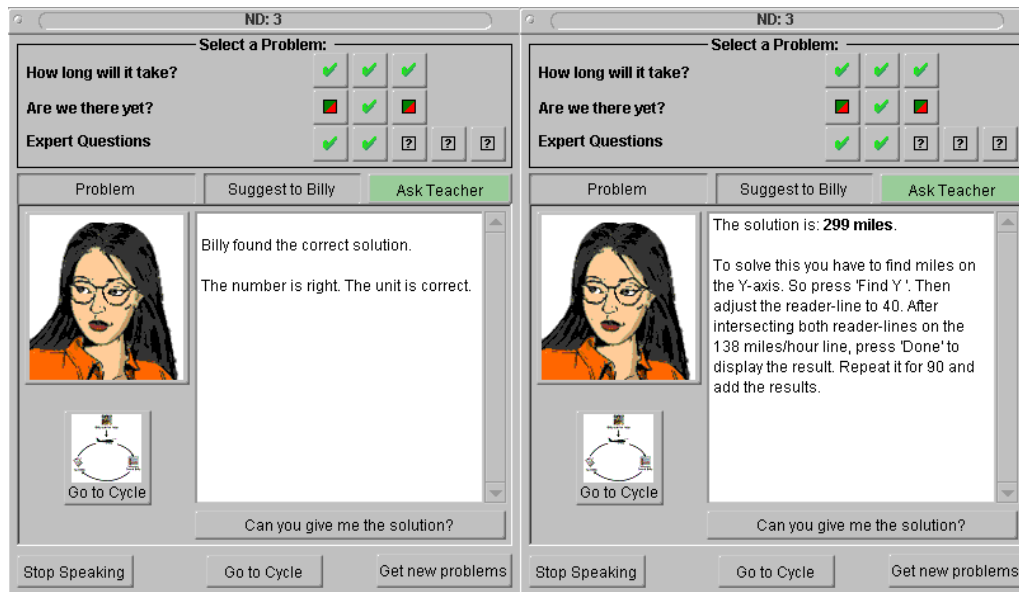 ND: 3
Select a Problem:
How long will it take?
Are we there yet?
Expert Questions
? ? ?
Problem
Suggest to Billy
Ask Teacher
Billy found the correct solution.
The number is right. The unit is correct.
Go to Cycle
Can you give me the solution?
Stop Speaking
Go to Cycle
Get new problems
ND: 3
Select a Problem:
How long will it take?
Are we there yet?
Expert Questions
? ? ?
Problem
Suggest to Billy
Ask Teacher
The solution is: 299 miles.
To solve this you have to find miles on
the Y-axis. So press 'Find Y '. Then
adjust the reader-line to 40. After
intersecting both reader-lines on the
138 miles/hour line, press 'Done' to
display the result. Repeat it for 90 and
add the results.
Go to Cycle
Can you give me the solution?
Stop Speaking
Go to Cycle
Get new problems